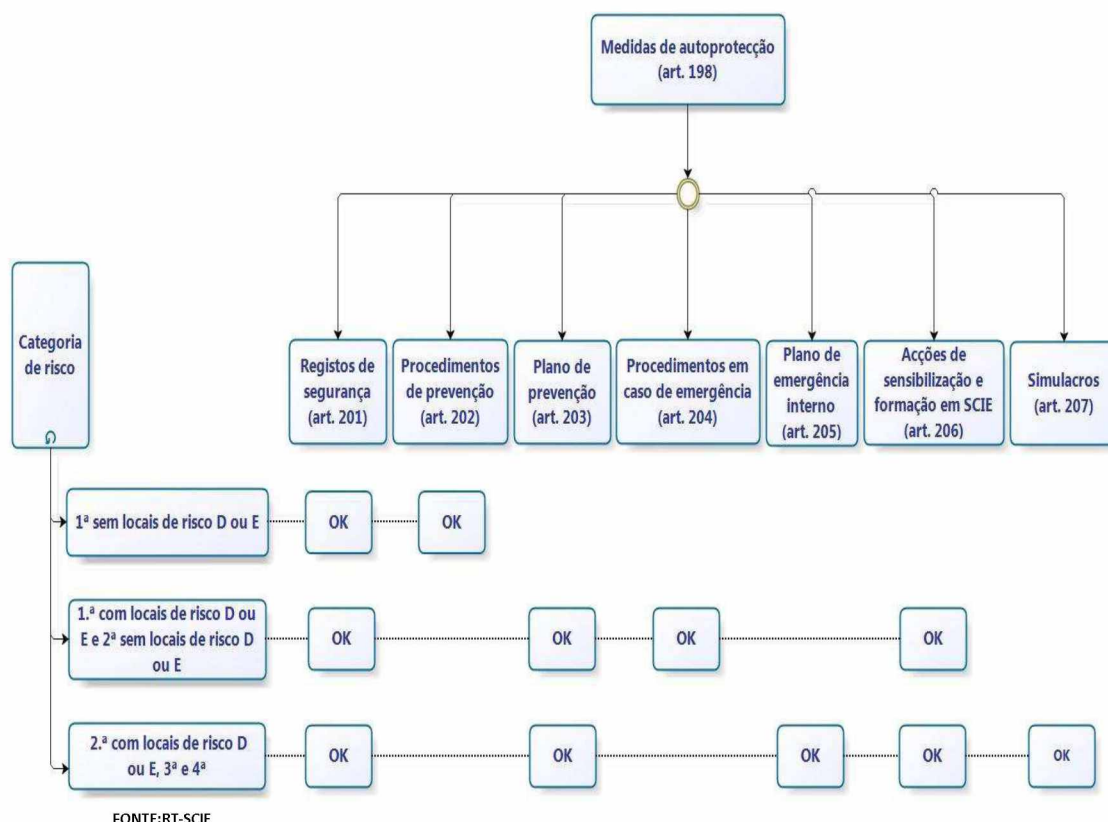 Medidas de autoprotecção
(art. 198)
Categoria
de risco
Registos de
segurança
(art. 201)
Procedimentos
de prevenção
(art. 202)
Plano de
prevenção
(art. 203)
Procedimentos em
caso de emergência
(art. 204)
Plano de
emergência
interno
(art. 205)
Acções de
sensibilização e
formação em SCIE
(art. 206)
Simulacros
(art. 207)
1ª sem locais de risco D ou E
OK
OK
1.ª com locais de risco D ou
E e 2ª sem locais de risco D
ou E
OK
OK
OK
OK
2.ª com locais de risco D
ou E, 3ª e 4ª
OK
OK
OK
OK
OK
FONTE:RT-SCIE